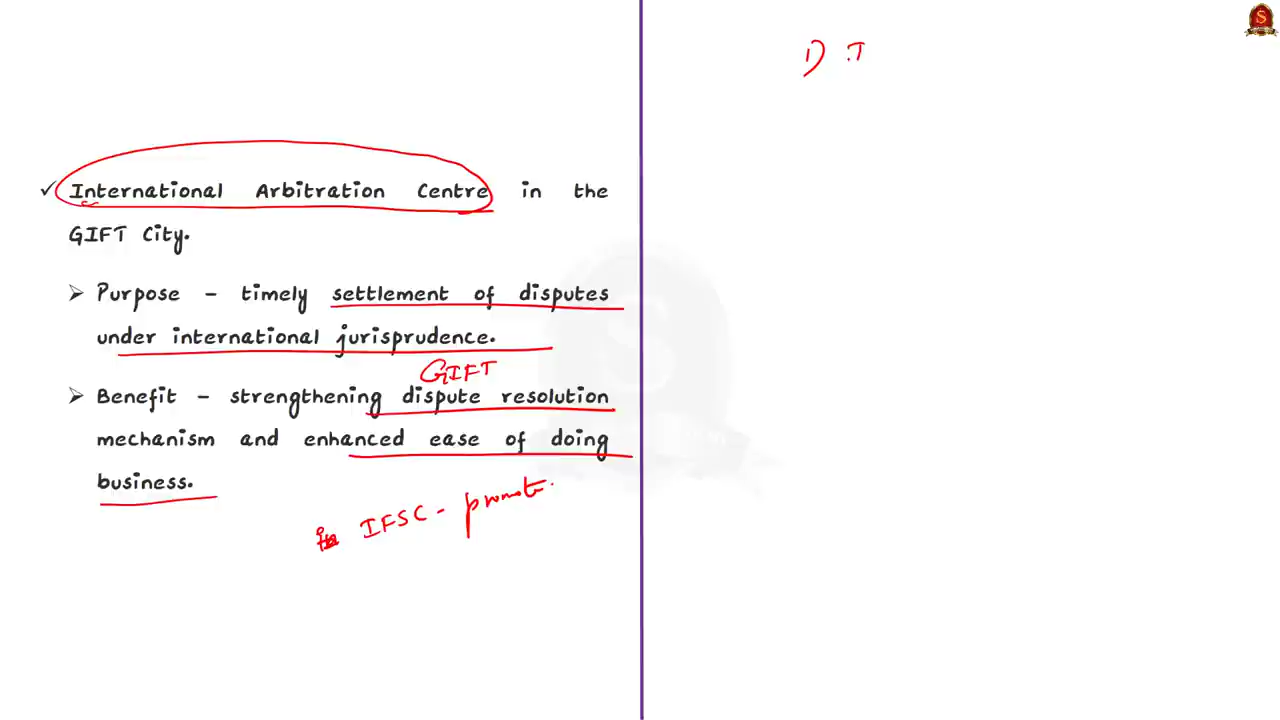 ✓ International Arbitration Centre in the
GIFT City.
➢ Purpose – timely settlement of disputes
under international jurisprudence.
GIFT
➢ Benefit – strengthening dispute resolution
mechanism and enhanced ease of doing
business.
IFSC - promote.
1) IT